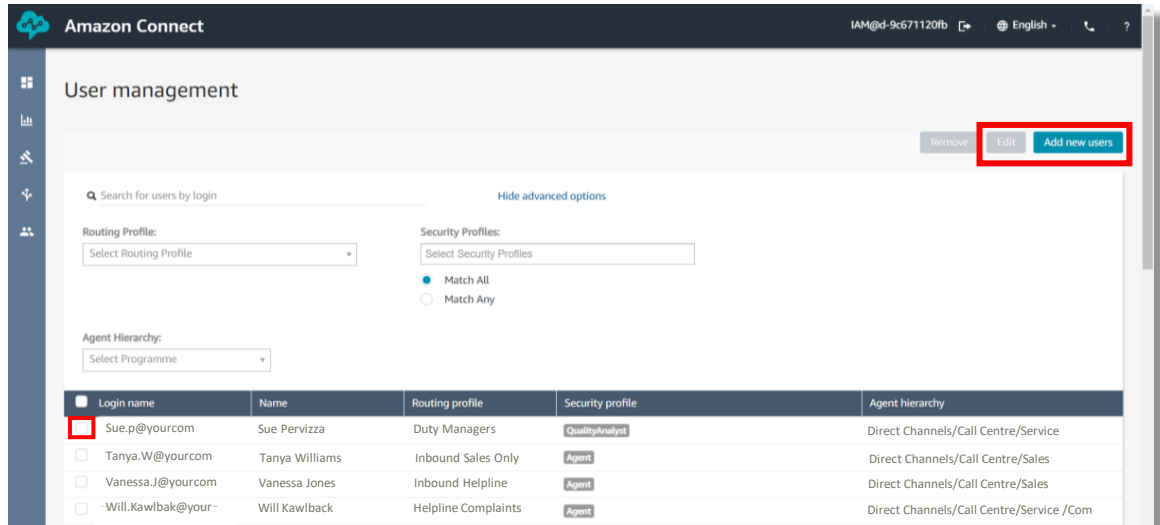 Amazon Connect
IAM@d-9c671120fb
English
?
User management
Remove
Edit
Add new users
Search for users by login
Hide advanced options
Routing Profile:
Security Profiles:
Select Routing Profile
Select Security Profiles
Match All
Match Any
Agent Hierarchy:
Select Programme
Login name Name Routing profile Security profile Agent hierarchy
Sue.p@yourcom Sue Pervizza Duty Managers QualityAnalyst Direct Channels/Call Centre/Service
Tanya.W@yourcom Tanya Williams Inbound Sales Only Agent Direct Channels/Call Centre/Sales
Vanessa.J@yourcom Vanessa Jones Inbound Helpline Agent Direct Channels/Call Centre/Sales
Will.Kawlbak@your Will Kawlback Helpline Complaints Agent Direct Channels/Call Centre/Service /Com